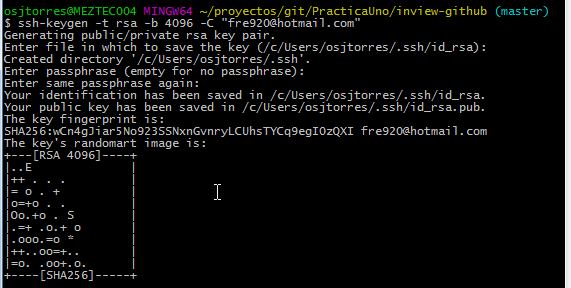 osjtorres@MEZTEC004 MINGW64 ~/proyectos/git/PracticaUno/inview-github (master)
$ ssh-keygen -t rsa -b 4096 -C "fre920@hotmail.com"
Generating public/private rsa key pair.
Enter file in which to save the key (/c/Users/osjtorres/.ssh/id_rsa):
Created directory '/c/Users/osjtorres/.ssh'.
Enter passphrase (empty for no passphrase):
Enter same passphrase again:
Your identification has been saved in /c/Users/osjtorres/.ssh/id_rsa.
Your public key has been saved in /c/Users/osjtorres/.ssh/id_rsa.pub.
The key fingerprint is:
SHA256:wCn4gJiar5No923SSNxnGvnryLCUhsTYCq9egI0zQXI fre920@hotmail.com
The key's randomart image is:
+---[RSA 4096]----+
|..E              |
|++ . . .         |
|= o . +          |
|o=+o . .         |
|Oo.+o . S        |
|.=+ .o.+ o       |
|.ooo.=o *        |
|++..oo=+..       |
|=o. .oo+.o.      |
+----[SHA256]-----+